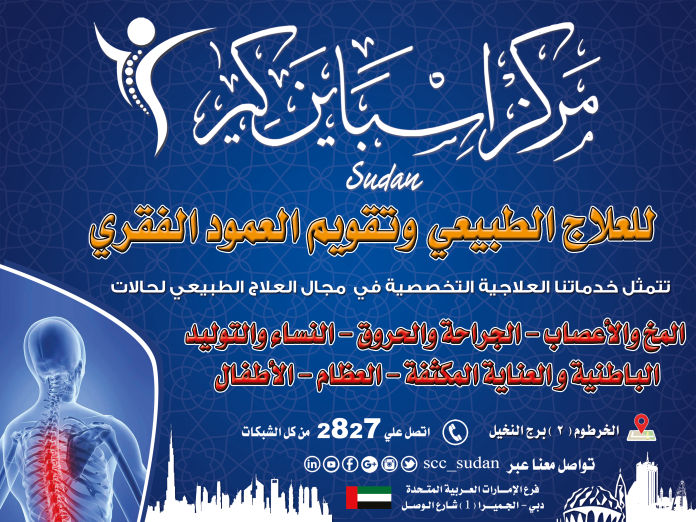 مركز اسباين كير
Sudan
للعلاج الطبيعي وتقويم العمود الفقري
تتمثل خدماتنا العلاجية التخصصية في مجال العلاج الطبيعي لحالات
المخ والأعصاب - الجراحة والحروق - النساء والتوليد
الباطنية والعناية المكثفة - العظام - الأطفال
الخرطوم (٢) برج النخيل
اتصل علي 2827 من كل الشبكات
تواصل معنا عبر scc_sudan
فرع الإمارات العربية المتحدة
دبي - الجميرا (1) شارع الوصل